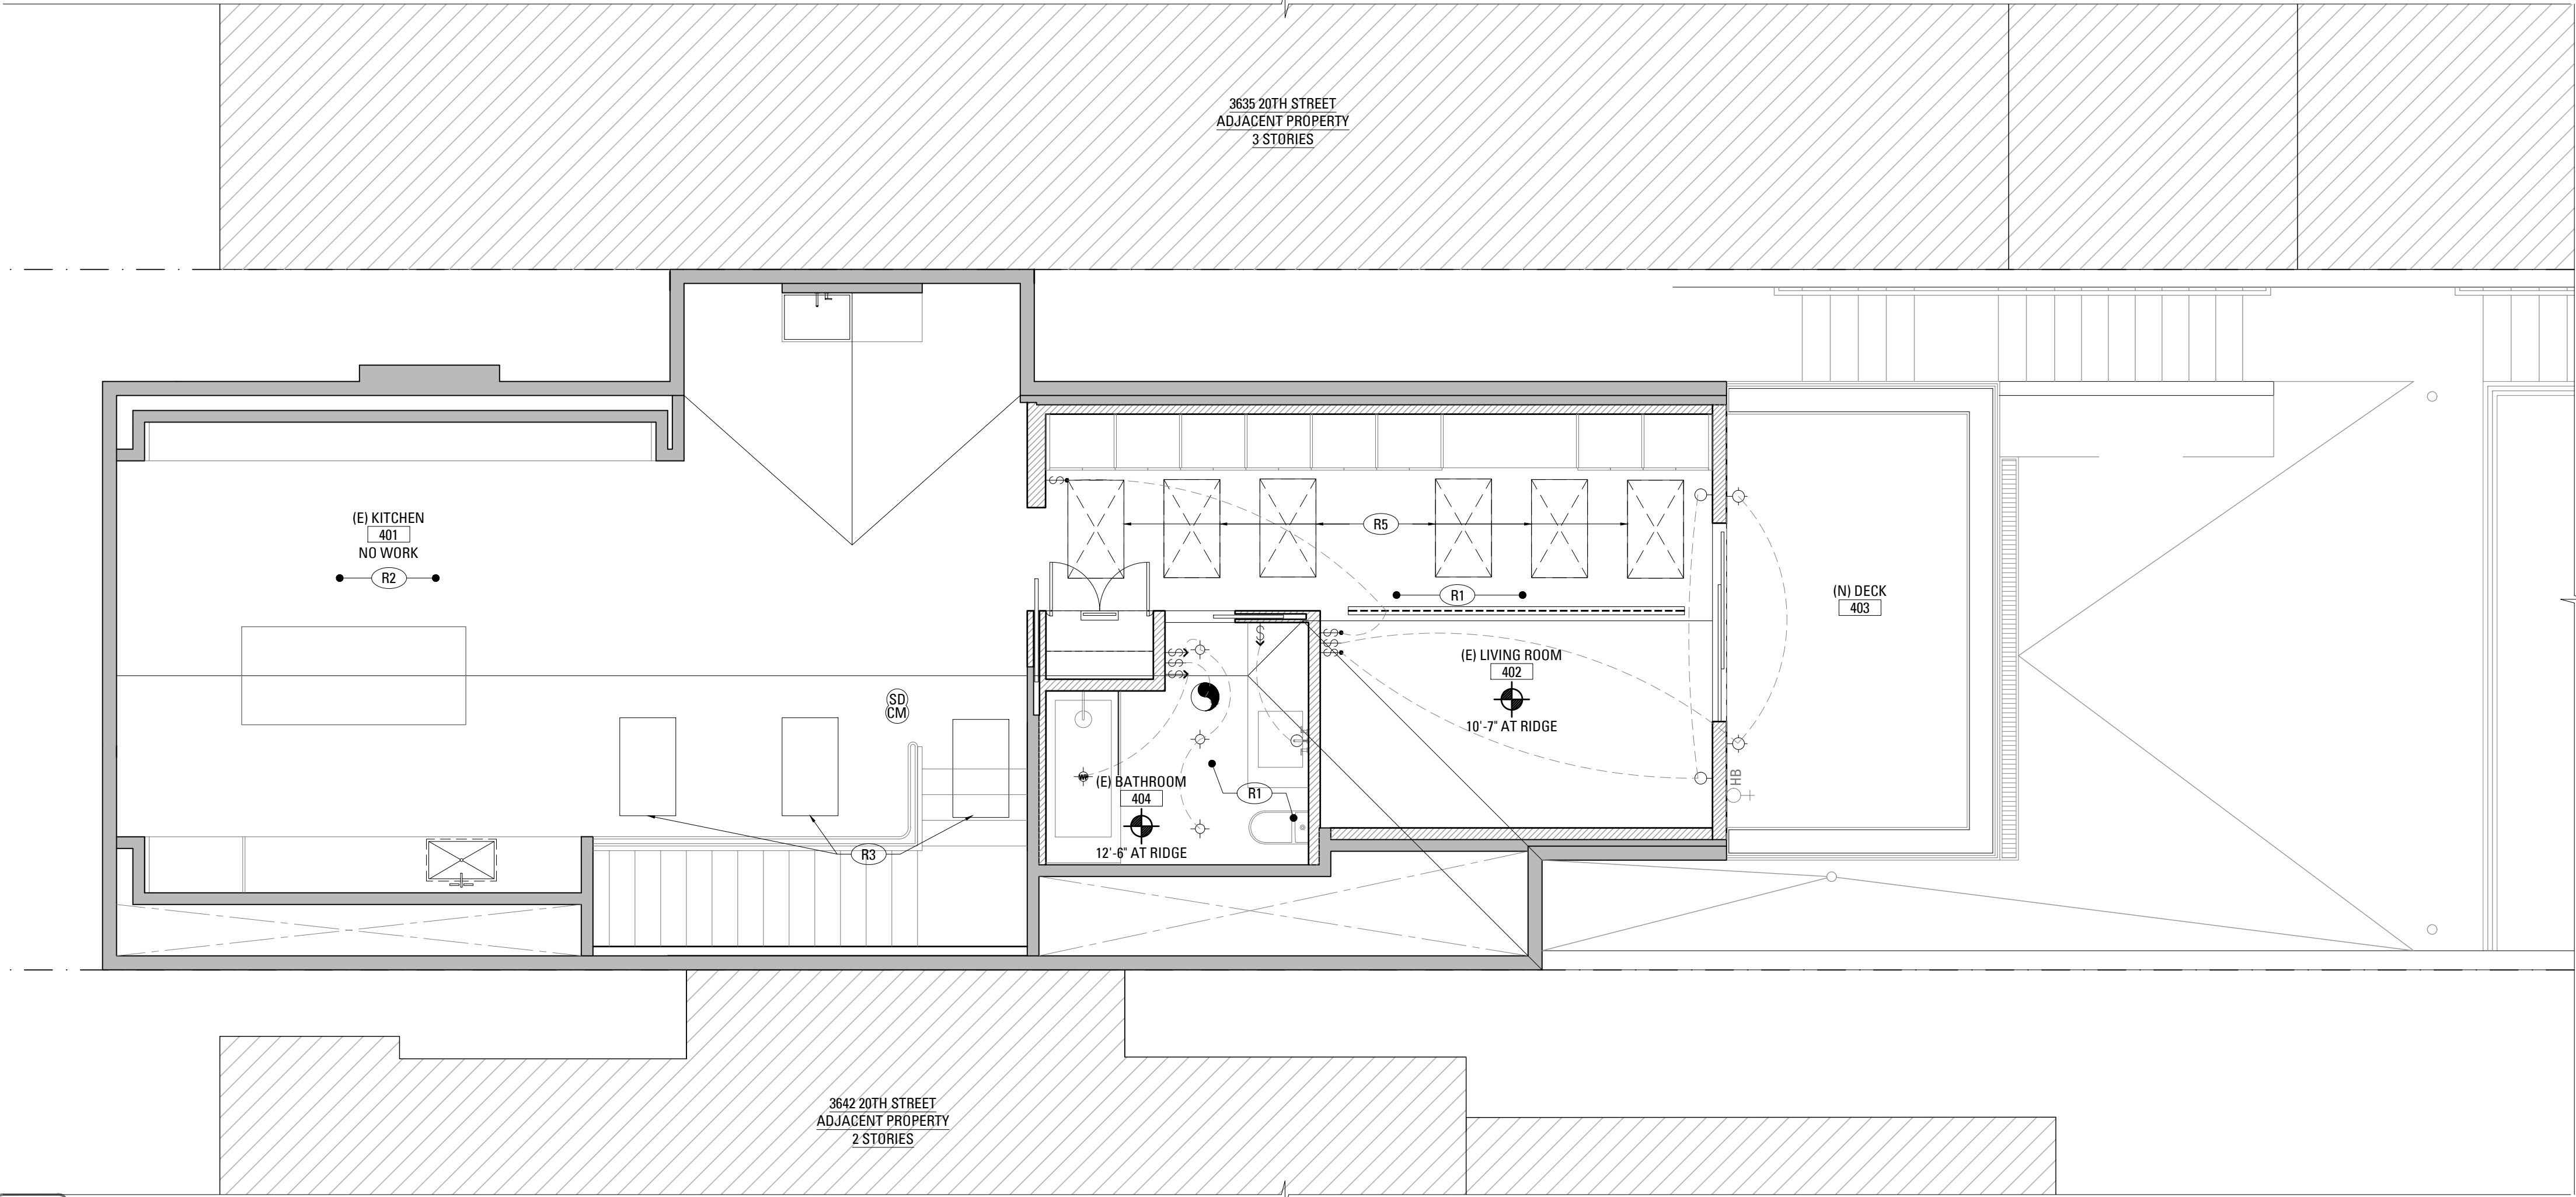 3635 20TH STREET
ADJACENT PROPERTY
3 STORIES
(E) KITCHEN
401
NO WORK
R2
S
R5
R1
(N) DECK
403
S
S
S
S
S
S
S
(E) LIVING ROOM
402
10'-7" AT RIDGE
SD
CM
HB
WP
(E) BATHROOM
404
12'-6" AT RIDGE
R1
R3
3642 20TH STREET
ADJACENT PROPERTY
2 STORIES